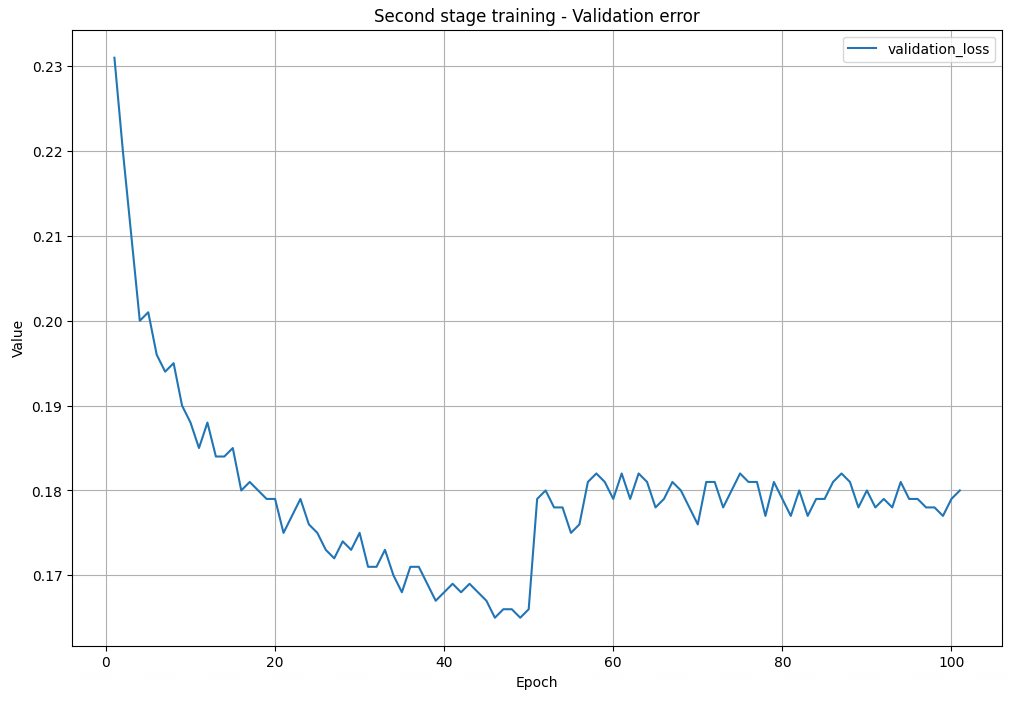 Second stage training - Validation error
validation_loss
Value
0.23
0.22
0.21
0.20
0.19
0.18
0.17
0 20 40 60 80 100
Epoch